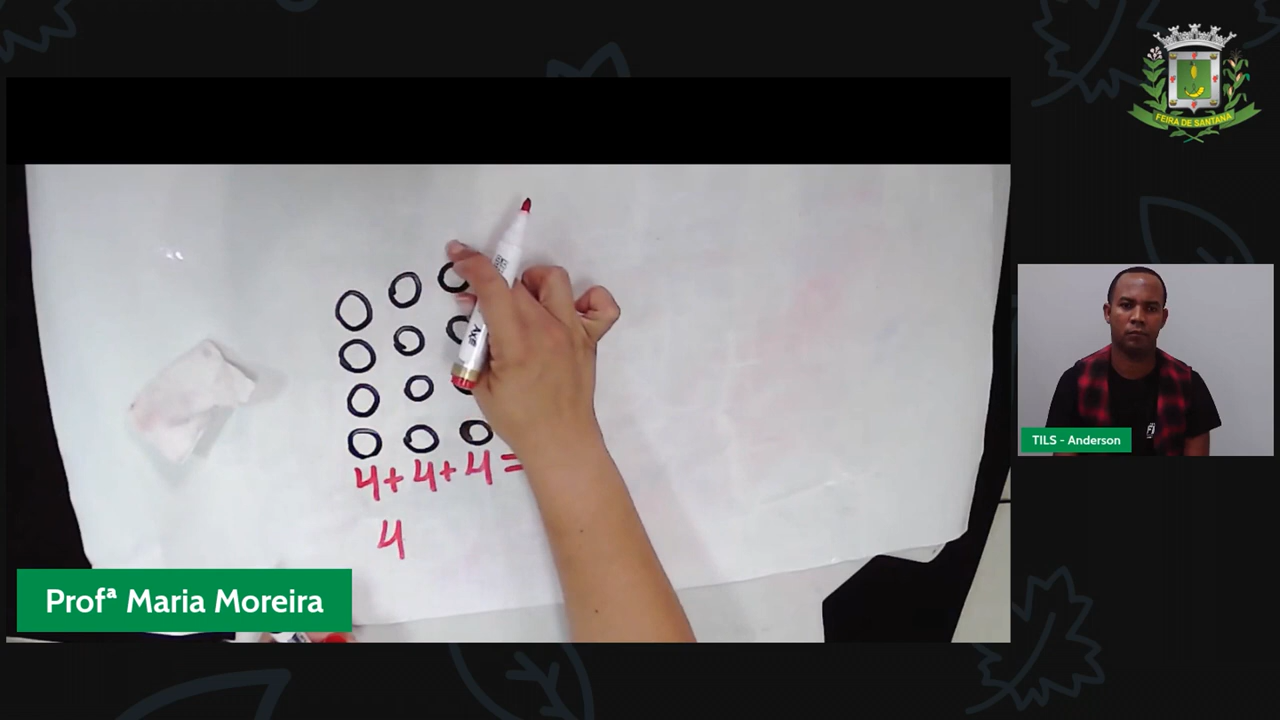 FEIRA DE SANTANA
4+4+4=
4
TILS - Anderson
Profª Maria Moreira